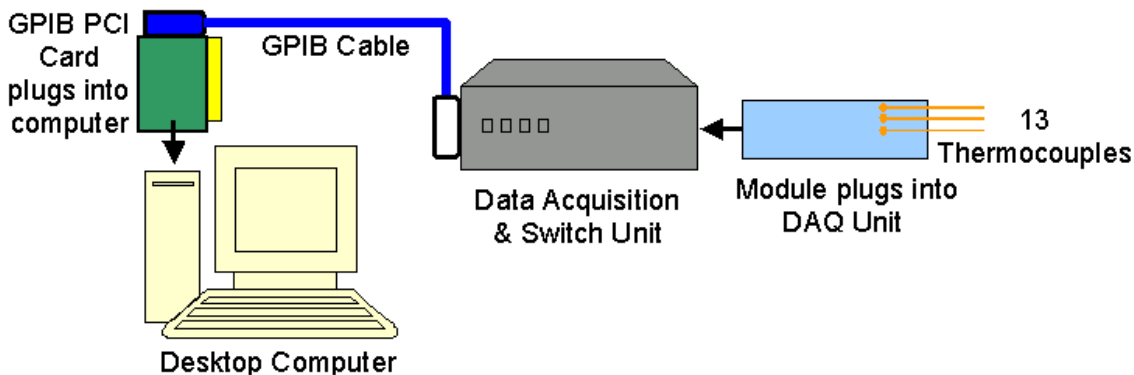 GPIB PCI
Card
plugs into
computer
GPIB Cable
13
Thermocouples
Data Acquisition
& Switch Unit
Module plugs into
DAQ Unit
Desktop Computer